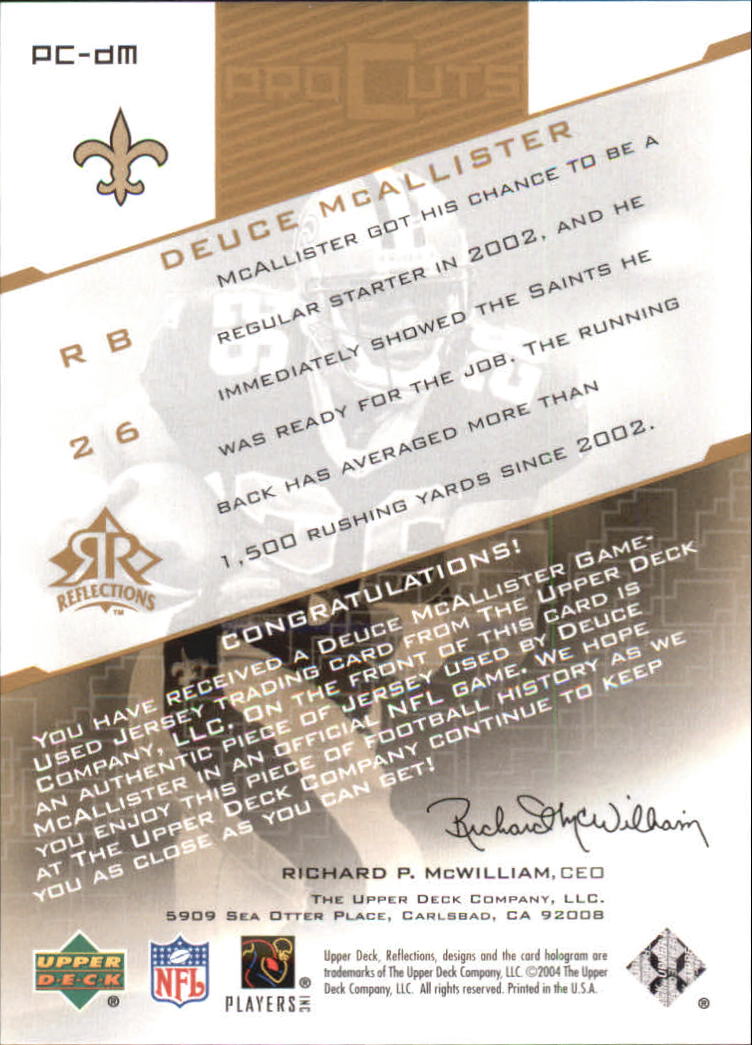 PC-dm
PRO CUTS
DEUCE MCALLISTER
MCALLISTER GOT HIS CHANCE TO BE A
REGULAR STARTER IN 2002, AND HE
IMMEDIATELY SHOWED THE SAINTS HE
WAS READY FOR THE JOB. THE RUNNING
BACK HAS AVERAGED MORE THAN
1,500 RUSHING YARDS SINCE 2002.
RB
26
RR
REFLECTIONS™
CONGRATULATIONS!
YOU HAVE RECEIVED A DEUCE MCALLISTER GAME-
USED JERSEY TRADING CARD FROM THE UPPER DECK
COMPANY, LLC. ON THE FRONT OF THIS CARD IS
AN AUTHENTIC PIECE OF JERSEY USED BY DEUCE
MCALLISTER IN AN OFFICIAL NFL GAME. WE HOPE
YOU ENJOY THIS PIECE OF FOOTBALL HISTORY AS WE
AT THE UPPER DECK COMPANY CONTINUE TO KEEP
YOU AS CLOSE AS YOU CAN GET!
Richard McWilliam
RICHARD P. MCWILLIAM, CEO
THE UPPER DECK COMPANY, LLC.
5909 SEA OTTER PLACE, CARLSBAD, CA 92008
UPPER
D·E·C·K ®
NFL
PLAYERS INC ®
Upper Deck, Reflections, designs and the card hologram are
trademarks of The Upper Deck Company, LLC. ©2004 The Upper
Deck Company, LLC. All rights reserved. Printed in the U.S.A.
®